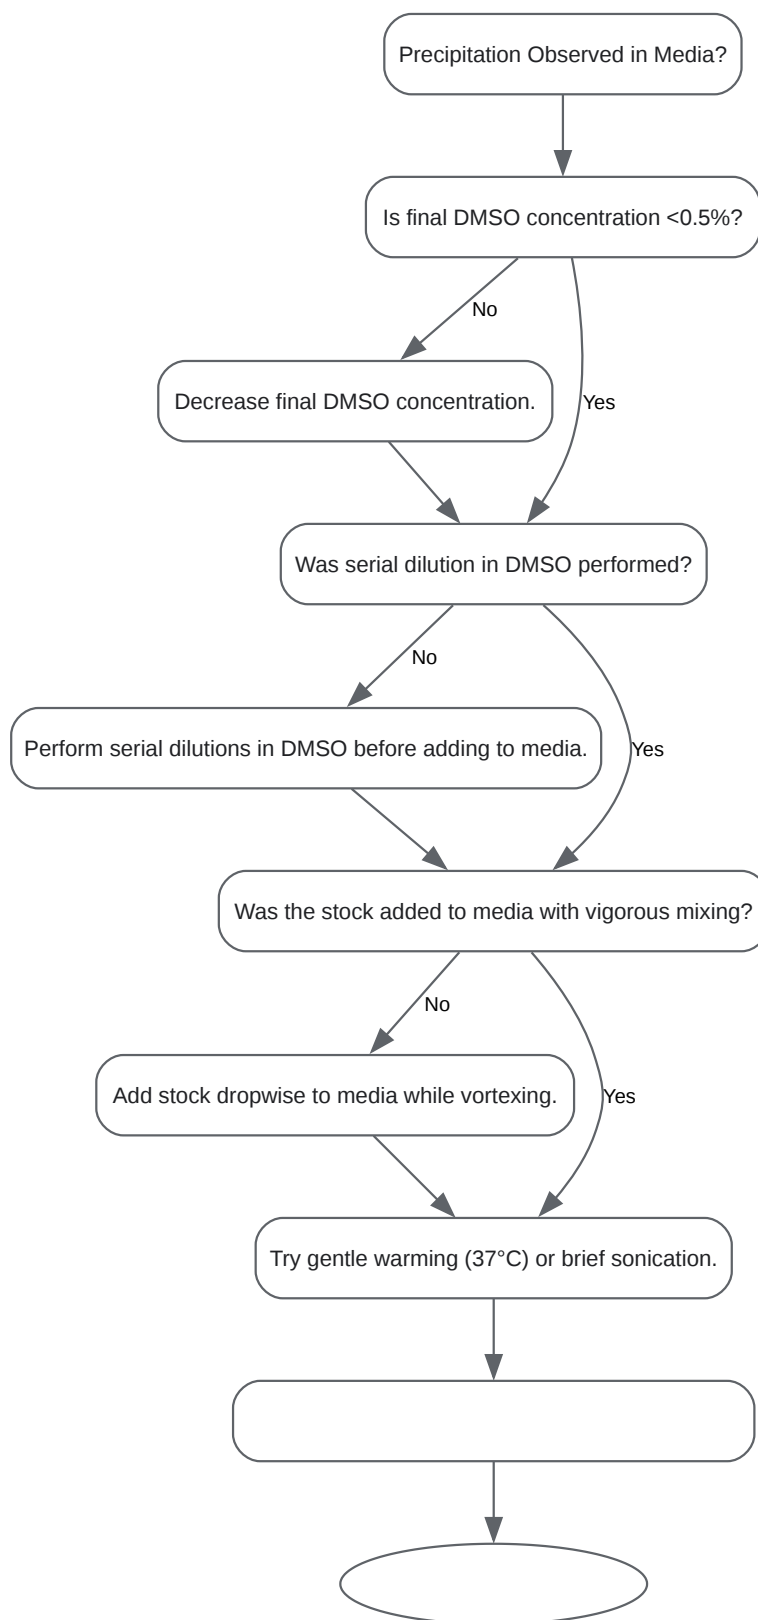 Precipitation Observed in Media?
Is final DMSO concentration <0.5%?
No
Decrease final DMSO concentration.
Yes
Was serial dilution in DMSO performed?
No
Perform serial dilutions in DMSO before adding to media.
Yes
Was the stock added to media with vigorous mixing?
No
Add stock dropwise to media while vortexing.
Yes
Try gentle warming (37°C) or brief sonication.